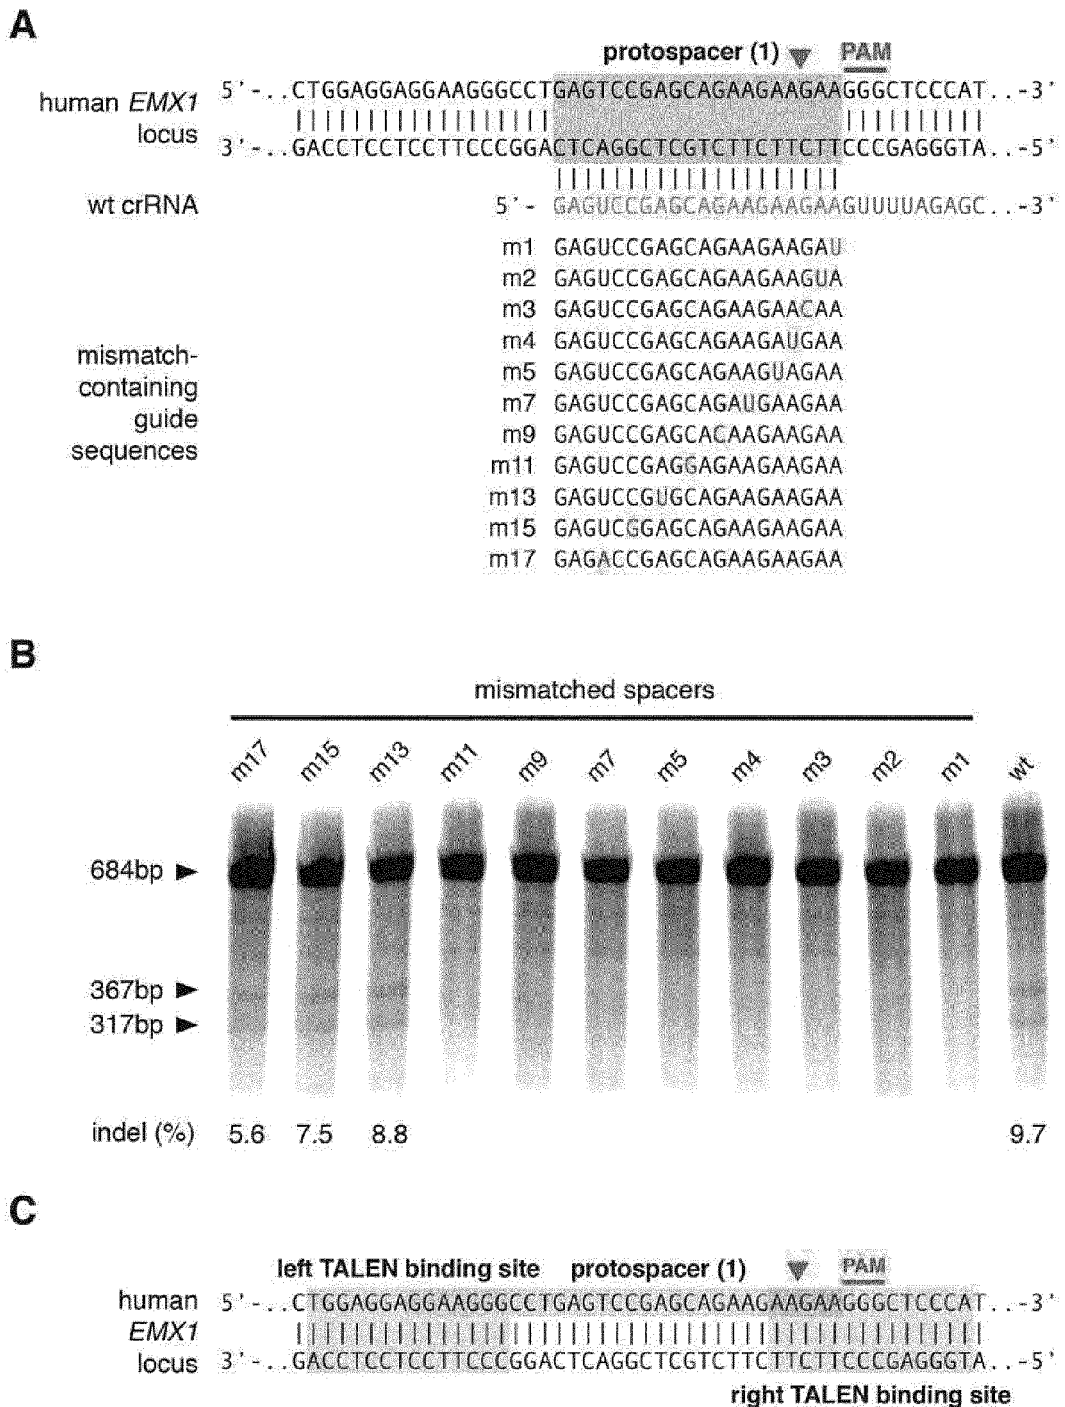 A
protospacer (1) PAM
human EMX1 locus
5'-..CTGGAGGAGGAAGGGCCTGAGTCCGAGCAGAAGAAGAAGGGCTCCCAT..-3'
3'-..GACCTCCTCCTTCCCGGACTCAGGCTCGTCTTCTTCTTCCCGAGGGTA..-5'
wt crRNA 5'- GAGUCCGAGCAGAAGAAGAAGUUUUAGAGC..-3'
mismatch-containing guide sequences
m1 GAGUCCGAGCAGAAGAAGAU
m2 GAGUCCGAGCAGAAGAAGUA
m3 GAGUCCGAGCAGAAGAACAA
m4 GAGUCCGAGCAGAAGAUGAA
m5 GAGUCCGAGCAGAAGUAGAA
m7 GAGUCCGAGCAGAUGAAGAA
m9 GAGUCCGAGCACAAGAAGAA
m11 GAGUCCGAGGAGAAGAAGAA
m13 GAGUCCGUGCAGAAGAAGAA
m15 GAGUCGGAGCAGAAGAAGAA
m17 GAGACCGAGCAGAAGAAGAA
B
mismatched spacers
m17 m15 m13 m11 m9 m7 m5 m4 m3 m2 m1 wt
684bp
367bp
317bp
indel (%) 5.6 7.5 8.8 9.7
C
left TALEN binding site protospacer (1) PAM
human EMX1 locus
5'-..CTGGAGGAGGAAGGGCCTGAGTCCGAGCAGAAGAAGAAGGGCTCCCAT..-3'
3'-..GACCTCCTCCTTCCCGGACTCAGGCTCGTCTTCTTCTTCCCGAGGGTA..-5'
right TALEN binding site